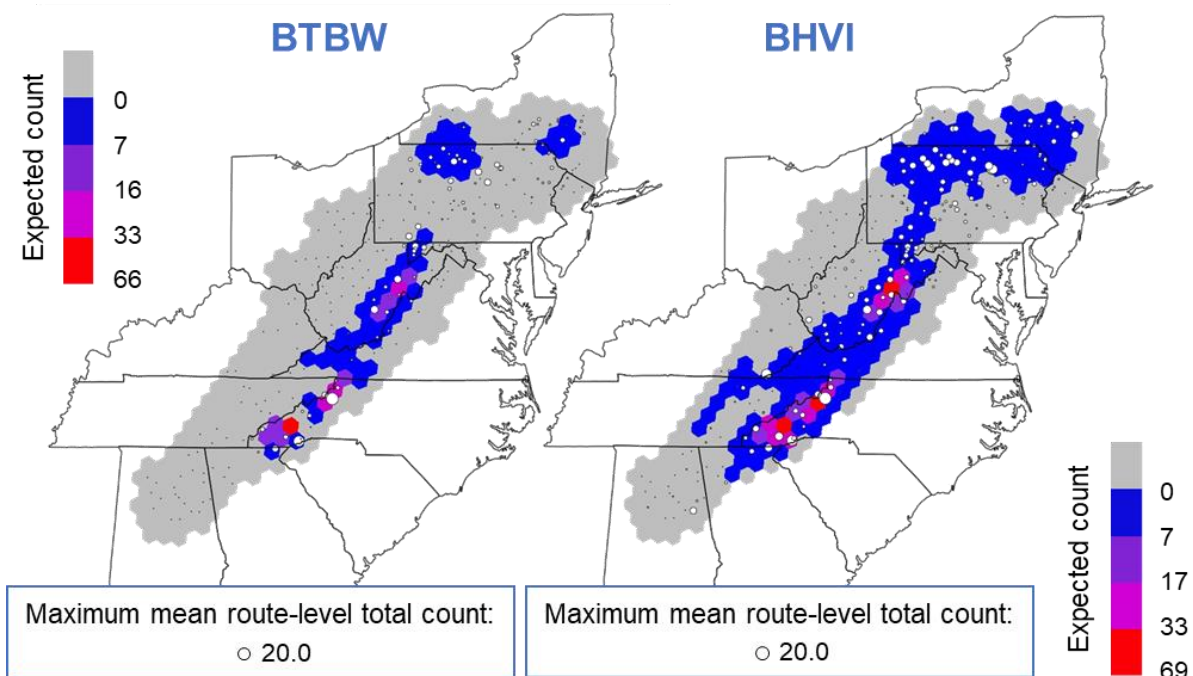 BTBW
BHVI
Expected count
0
7
16
33
66
Expected count
0
7
17
33
69
Maximum mean route-level total count:
20.0
Maximum mean route-level total count:
20.0